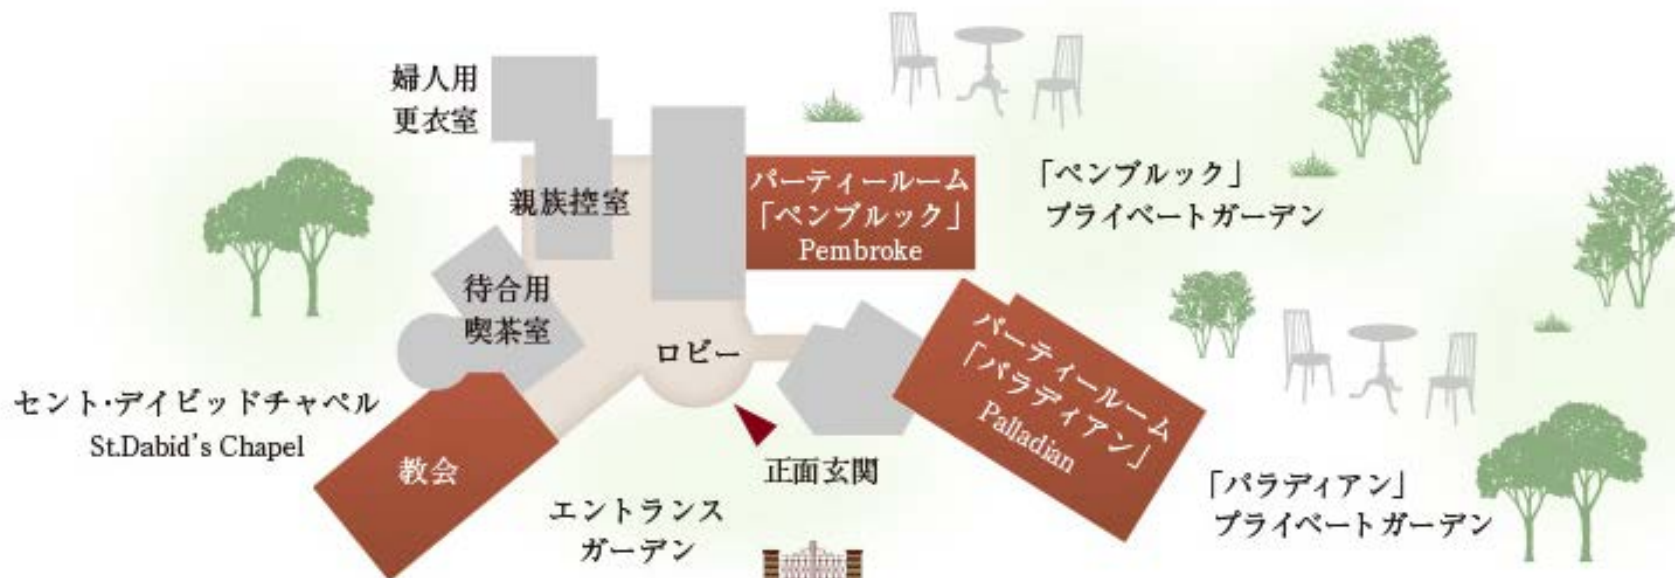 婦人用
更衣室
親族控室
パーティールーム
「ペンブルック」
Pembroke
「ペンブルック」
プライベートガーデン
待合用
喫茶室
ロビー
パーティールーム
「パラディアン」
Palladian
セント・デイビッドチャペル
St.Dabid's Chapel
教会
正面玄関
エントランス
ガーデン
「パラディアン」
プライベートガーデン